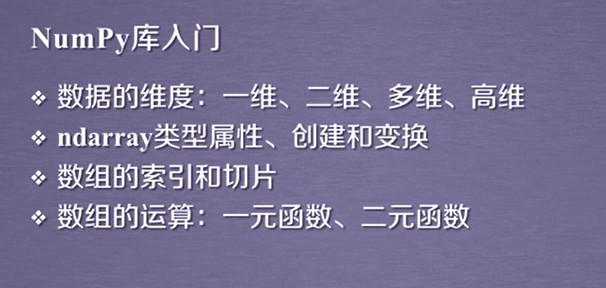 NumPy库入门
❖ 数据的维度：一维、二维、多维、高维
❖ ndarray类型属性、创建和变换
❖ 数组的索引和切片
❖ 数组的运算：一元函数、二元函数